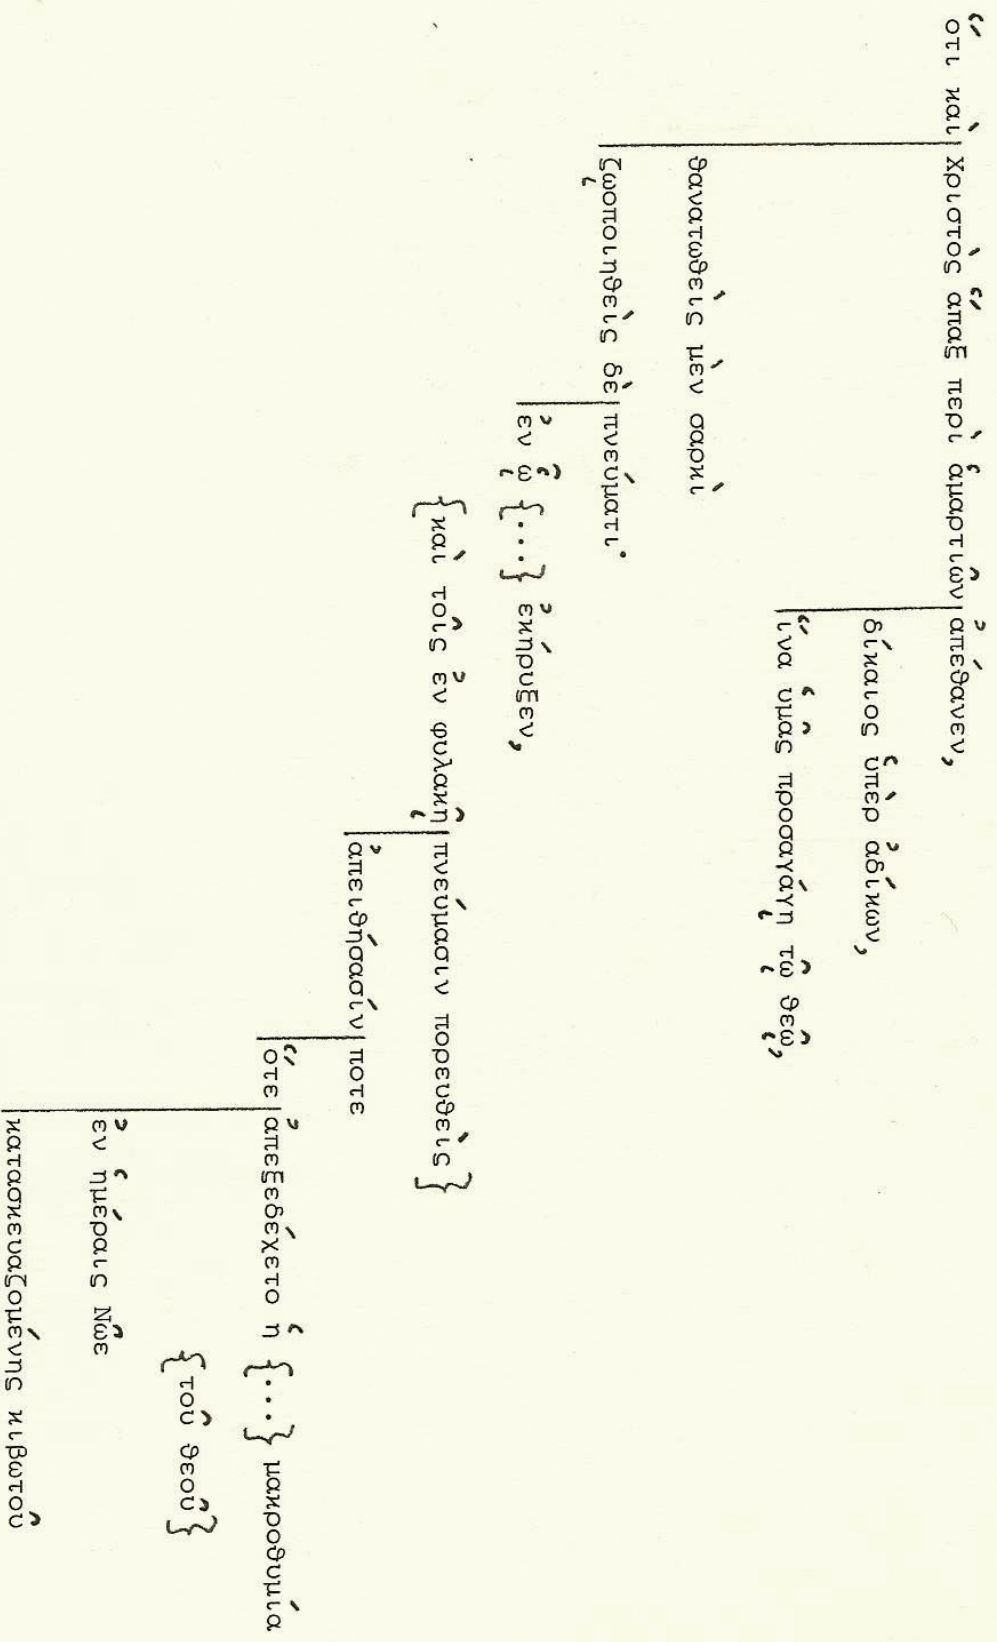 ὅτι καὶ Χριστὸς ἅπαξ περὶ ἁμαρτιῶν ἀπέθανεν,
δίκαιος ὑπὲρ ἀδίκων,
ἵνα ὑμᾶς προσαγάγῃ τῷ θεῷ,
θανατωθεὶς μὲν σαρκὶ
ζῳοποιηθεὶς δὲ πνεύματι.
ἐν ᾧ {...} ἐκήρυξεν,
{καὶ τοῖς ἐν φυλακῇ πνεύμασιν πορευθεὶς}
ἀπειθήσασίν ποτε
ὅτε ἀπεξεδέχετο ἡ {...} μακροθυμία
{τοῦ θεοῦ}
ἐν ἡμέραις Νῶε
κατασκευαζομένης κιβωτοῦ